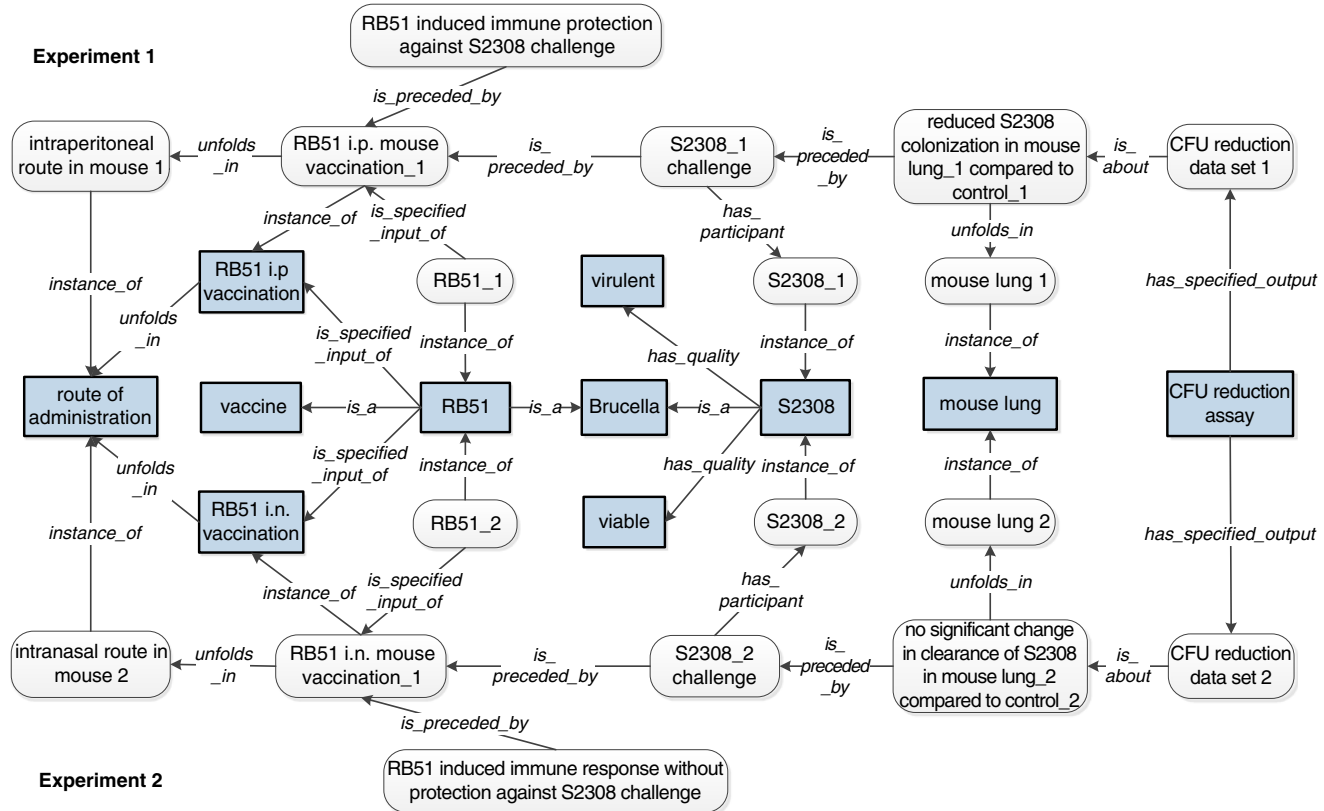 RB51 induced immune protection
against S2308 challenge
Experiment 1
is_preceded_by
intraperitoneal
route in mouse 1
unfolds
_in
RB51 i.p. mouse
vaccination_1
is_
preceded_by
S2308_1
challenge
is_
preceded
_by
reduced S2308
colonization in mouse
lung_1 compared to
control_1
is_
about
CFU reduction
data set 1
instance_of
is_specified
_input_of
has_
participant
unfolds_in
RB51 i.p
vaccination
RB51_1
virulent
S2308_1
mouse lung 1
instance_of
has_specified_output
unfolds
_in
is_specified
_input_of
instance_of
has_quality
instance_of
instance_of
route of
administration
vaccine
is_a
RB51
is_a
Brucella
is_a
S2308
mouse lung
CFU reduction
assay
unfolds
_in
is_specified
_input_of
instance_of
has_quality
instance_of
instance_of
RB51 i.n.
vaccination
RB51_2
viable
S2308_2
mouse lung 2
instance_of
has_specified_output
instance_of
is_specified
_input_of
has_
participant
unfolds_in
intranasal route in
mouse 2
unfolds
_in
RB51 i.n. mouse
vaccination_1
is_
preceded_by
S2308_2
challenge
is_
preceded
_by
no significant change
in clearance of S2308
in mouse lung_2
compared to control_2
is_
about
CFU reduction
data set 2
is_preceded_by
Experiment 2
RB51 induced immune response without
protection against S2308 challenge